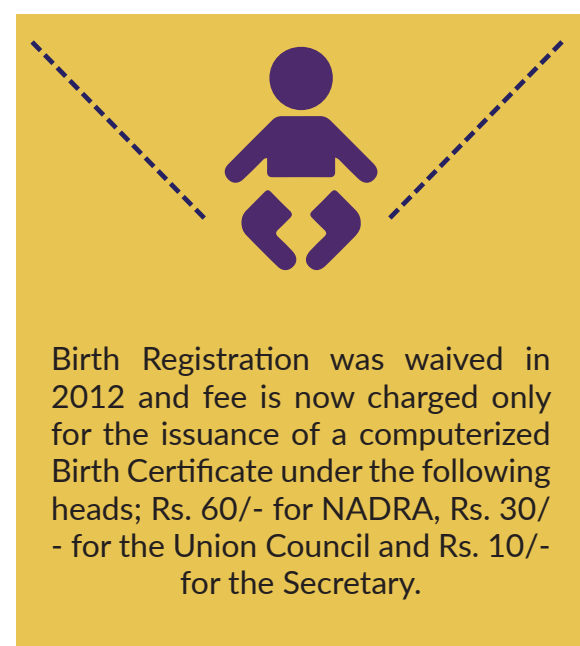 Birth Registration was waived in
2012 and fee is now charged only
for the issuance of a computerized
Birth Certificate under the following
heads; Rs. 60/- for NADRA, Rs. 30/
- for the Union Council and Rs. 10/-
for the Secretary.